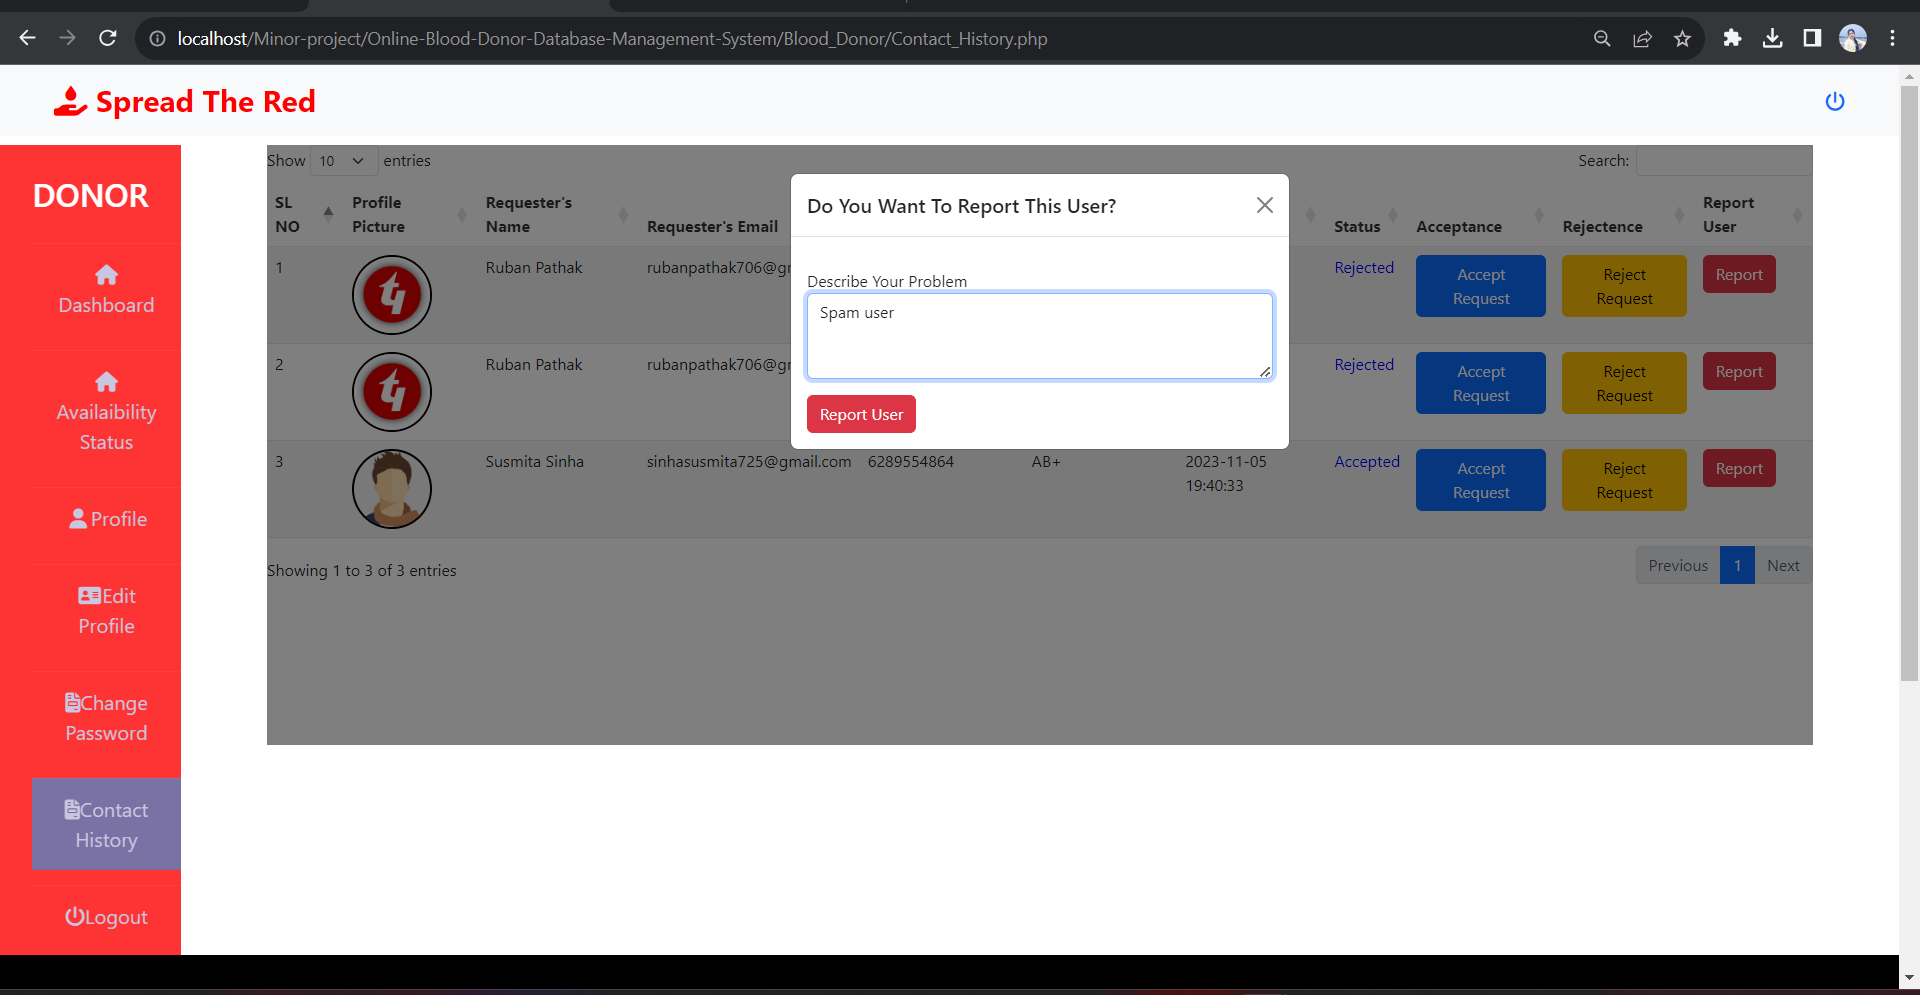 localhost/Minor-project/Online-Blood-Donor-Database-Management-System/Blood_Donor/Contact_History.php
Spread The Red
DONOR
Dashboard
Availaibility
Status
Profile
Edit
Profile
Change
Password
Contact
History
Logout
Show 10 entries
Search:
SL
NO
Profile
Picture
Requester's
Name
Requester's Email
Status
Acceptance
Rejectence
Report
User
1
Ruban Pathak
rubanpathak706@gr
Rejected
Accept
Request
Reject
Request
Report
2
Ruban Pathak
rubanpathak706@gr
Rejected
Accept
Request
Reject
Request
Report
3
Susmita Sinha
sinhasusmita725@gmail.com
6289554864
AB+
2023-11-05
19:40:33
Accepted
Accept
Request
Reject
Request
Report
Showing 1 to 3 of 3 entries
Previous 1 Next
Do You Want To Report This User?
Describe Your Problem
Spam user
Report User